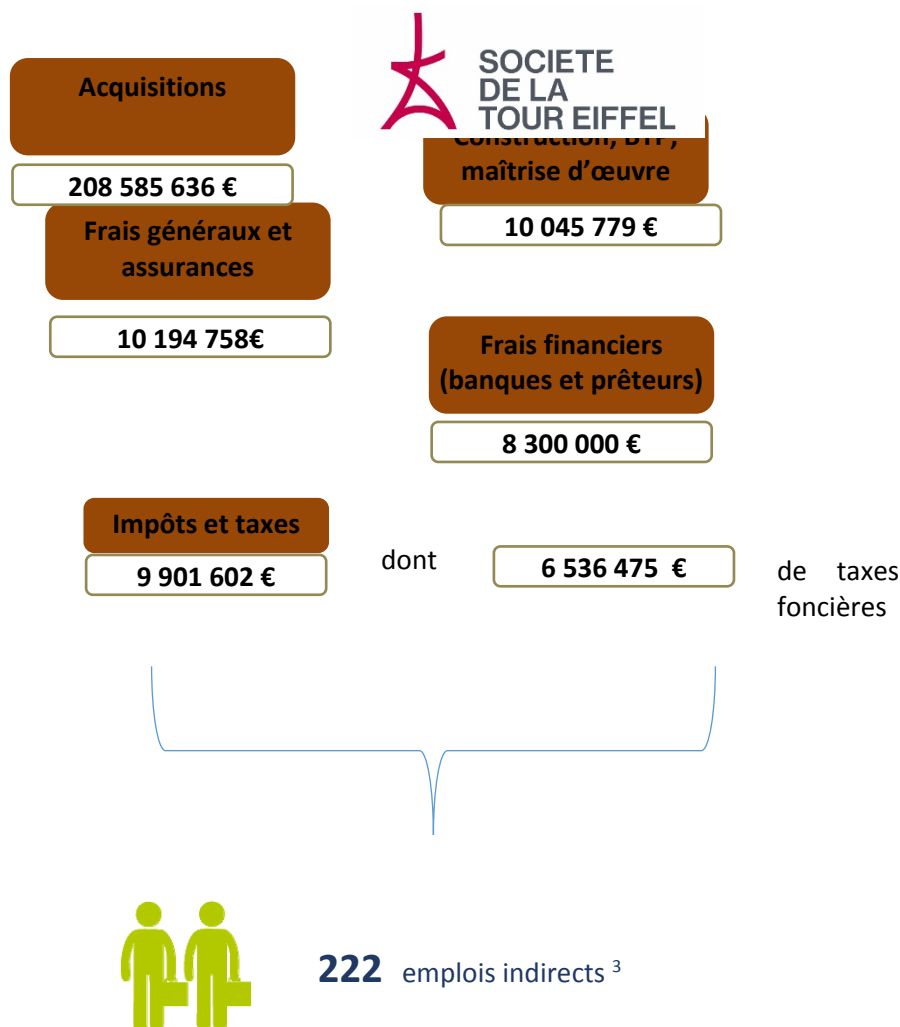 SOCIETE
DE LA
TOUR EIFFEL
Acquisitions
208 585 636 €
Construction, BTP,
maîtrise d'œuvre
10 045 779 €
Frais généraux et
assurances
10 194 758€
Frais financiers
(banques et prêteurs)
8 300 000 €
Impôts et taxes
9 901 602 €
dont
6 536 475 €
de taxes
foncières
222 emplois indirects ³